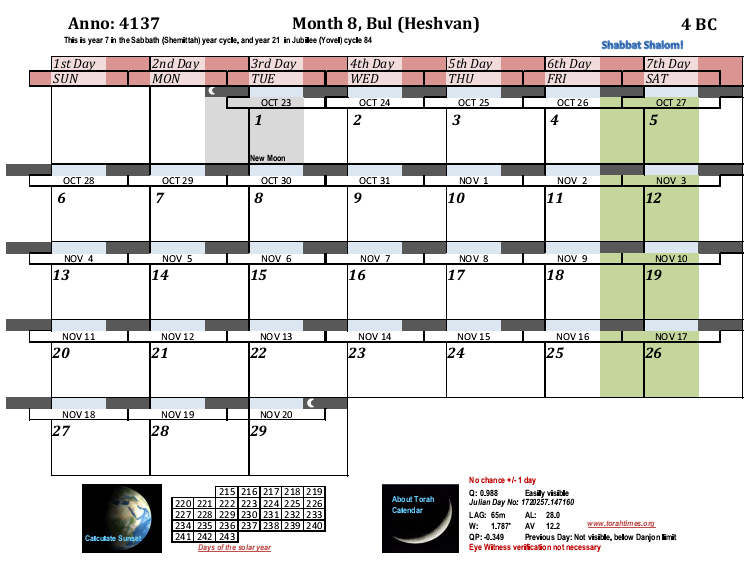 Anno: 4137 Month 8, Bul (Heshvan) 4 BC
This is year 7 in the Sabbath (Shemittah) year cycle, and year 21 in Jubilee (Yovel) cycle 84
Shabbat Shalom!
1st Day 2nd Day 3rd Day 4th Day 5th Day 6th Day 7th Day
SUN MON TUE WED THU FRI SAT
OCT 23 OCT 24 OCT 25 OCT 26 OCT 27
1 2 3 4 5
New Moon
OCT 28 OCT 29 OCT 30 OCT 31 NOV 1 NOV 2 NOV 3
6 7 8 9 10 11 12
NOV 4 NOV 5 NOV 6 NOV 7 NOV 8 NOV 9 NOV 10
13 14 15 16 17 18 19
NOV 11 NOV 12 NOV 13 NOV 14 NOV 15 NOV 16 NOV 17
20 21 22 23 24 25 26
NOV 18 NOV 19 NOV 20
27 28 29
Calculate Sunset
215 216 217 218 219
220 221 222 223 224 225 226
227 228 229 230 231 232 233
234 235 236 237 238 239 240
241 242 243
Days of the solar year
About Torah
Calendar
No chance +/- 1 day
Q: 0.988 Easilly visible
Julian Day No: 1720257.147160
LAG: 65m AL: 28.0
W: 1.787' AV 12.2 www.torahtimes.org
QP: -0.349 Previous Day: Not visible, below Danjon llimit
Eye Witness verification not necessary